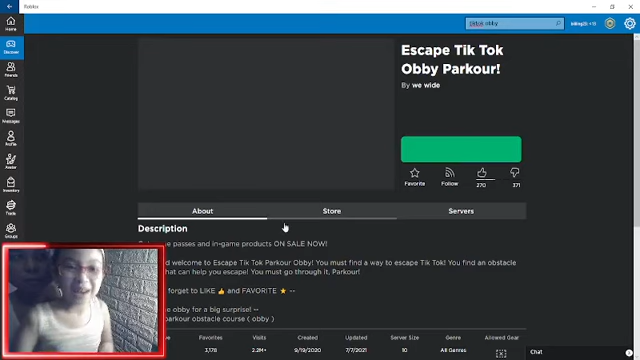 Roblox
Home
tiktok obby
billing25 +13
Discover
Friends
Catalog
Messages
Profile
Avatar
Inventory
Trade
Groups
Escape Tik Tok
Obby Parkour!
By we wide
Favorite
Follow
270
371
About
Store
Servers
Description
passes and in-game products ON SALE NOW!
welcome to Escape Tik Tok Parkour Obby! You must find a way to escape Tik Tok! You find an obstacle
that can help you escape! You must go through it, Parkour!
forget to LIKE 👍 and FAVORITE ⭐ --
obby for a big surprise! --
parkour obstacle course ( obby )
Favorites
Visits
Created
Updated
Server Size
Genre
Allowed Gear
3,178
2.2M+
9/19/2020
7/7/2021
10
All Genres
Chat